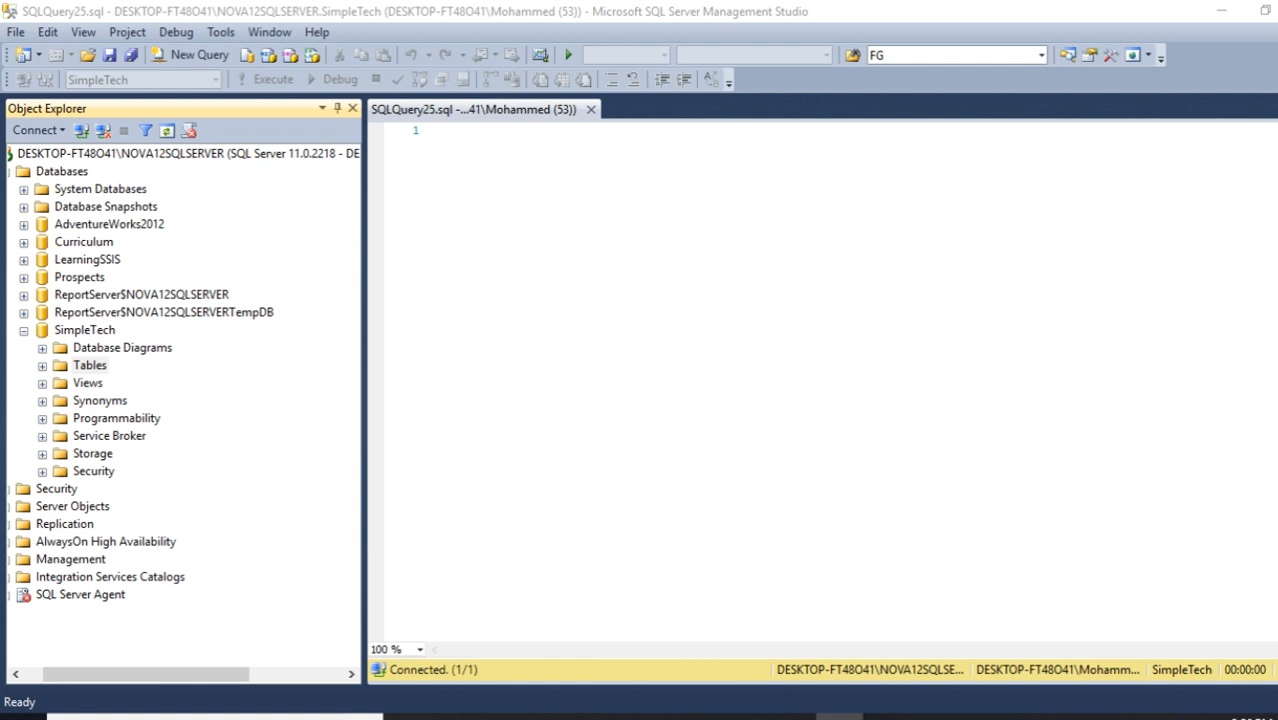 SQLQuery25.sql - DESKTOP-FT48O41\NOVA12SQLSERVER.SimpleTech (DESKTOP-FT48O41\Mohammed (53)) - Microsoft SQL Server Management Studio
File Edit View Project Debug Tools Window Help
New Query FG
SimpleTech Execute Debug
Object Explorer
SQLQuery25.sql -...41\Mohammed (53))
Connect
1
DESKTOP-FT48O41\NOVA12SQLSERVER (SQL Server 11.0.2218 - DE
Databases
System Databases
Database Snapshots
AdventureWorks2012
Curriculum
LearningSSIS
Prospects
ReportServer$NOVA12SQLSERVER
ReportServer$NOVA12SQLSERVERTempDB
SimpleTech
Database Diagrams
Tables
Views
Synonyms
Programmability
Service Broker
Storage
Security
Security
Server Objects
Replication
AlwaysOn High Availability
Management
Integration Services Catalogs
SQL Server Agent
100 %
Connected. (1/1) DESKTOP-FT48O41\NOVA12SQLSE... DESKTOP-FT48O41\Mohamm... SimpleTech 00:00:00
Ready